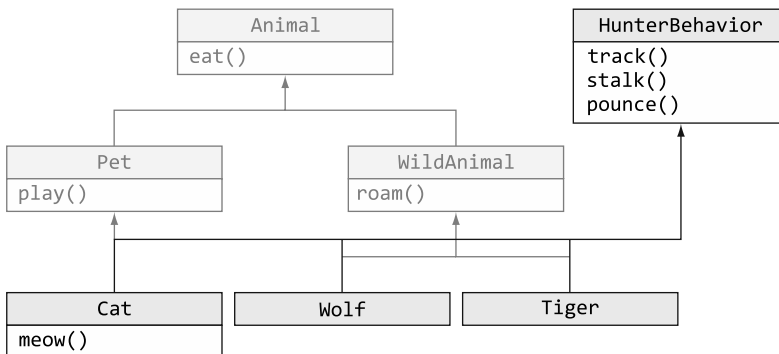 Animal
eat()
HunterBehavior
track()
stalk()
pounce()
Pet
play()
WildAnimal
roam()
Cat
meow()
Wolf
Tiger